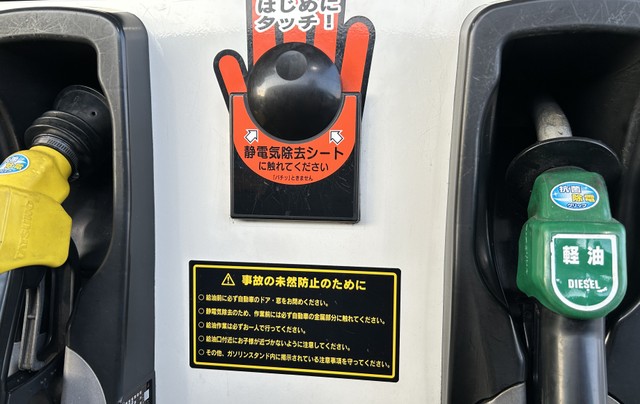 はじめに
タッチ!
静電気除去シート
に触れてください
「パチッ」ときません
抗菌
除電
グリップ
軽油
DIESEL
⚠ 事故の未然防止のために
○ 給油前に必ず自動車のドア・窓をお閉めください。
○ 静電気除去のため、作業前には必ず自動車の金属部分に触れてください。
○ 給油作業は必ずお一人で行ってください。
○ 給油口付近にお子様が近づかないように注意してください。
○ その他、ガソリンスタンド内に掲示されている注意事項を守ってください。